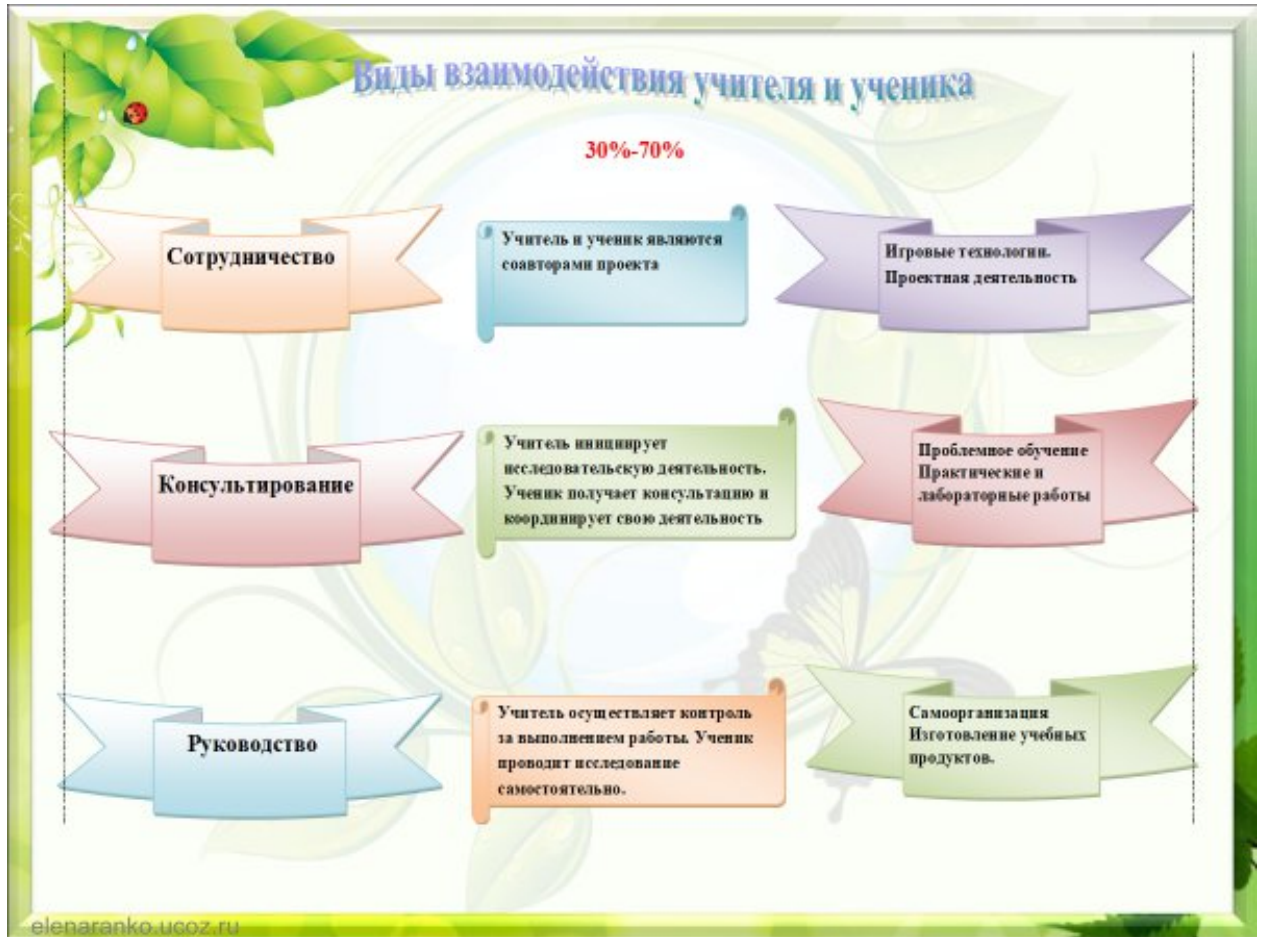 Виды взаимодействия учителя и ученика
30%-70%
Сотрудничество
Учитель и ученик являются
соавторами проекта
Игровые технологии.
Проектная деятельность
Консультирование
Учитель инициирует
исследовательскую деятельность.
Ученик получает консультацию и
координирует свою деятельность
Проблемное обучение
Практические и
лабораторные работы
Руководство
Учитель осуществляет контроль
за выполнением работы. Ученик
проводит исследование
самостоятельно.
Самоорганизация
Изготовление учебных
продуктов.
elenaranko.ucoz.ru